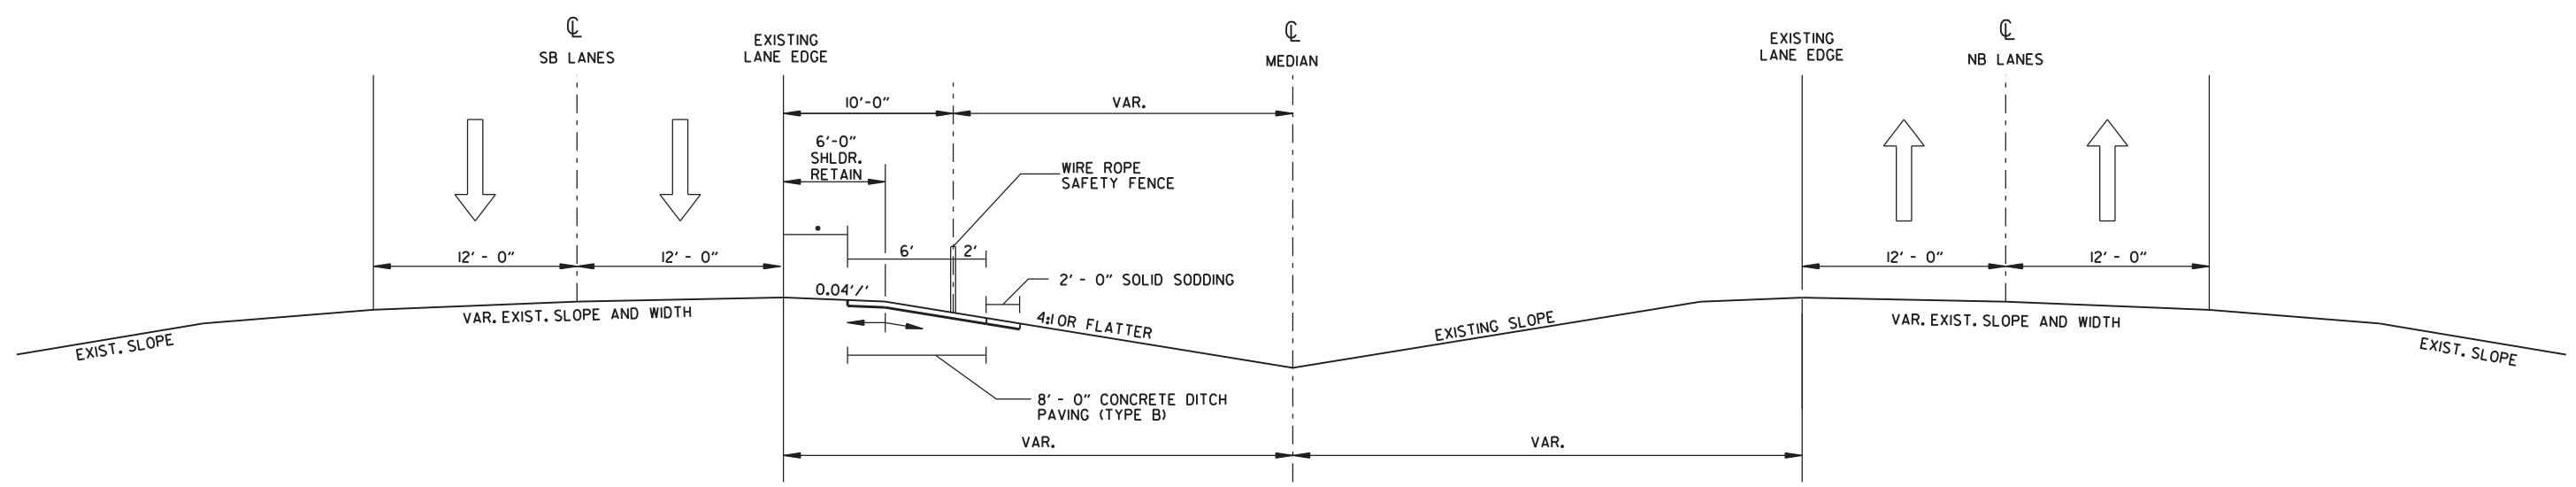 ℄
SB LANES
EXISTING
LANE EDGE
℄
MEDIAN
EXISTING
LANE EDGE
℄
NB LANES
10'-0"
VAR.
6'-0"
SHLDR.
RETAIN
WIRE ROPE
SAFETY FENCE
•
12' - 0"
12' - 0"
6'
2'
12' - 0"
12' - 0"
2' - 0" SOLID SODDING
0.04'/'
VAR. EXIST. SLOPE AND WIDTH
4:1 OR FLATTER
EXISTING SLOPE
VAR. EXIST. SLOPE AND WIDTH
EXIST. SLOPE
EXIST. SLOPE
8' - 0" CONCRETE DITCH
PAVING (TYPE B)
VAR.
VAR.